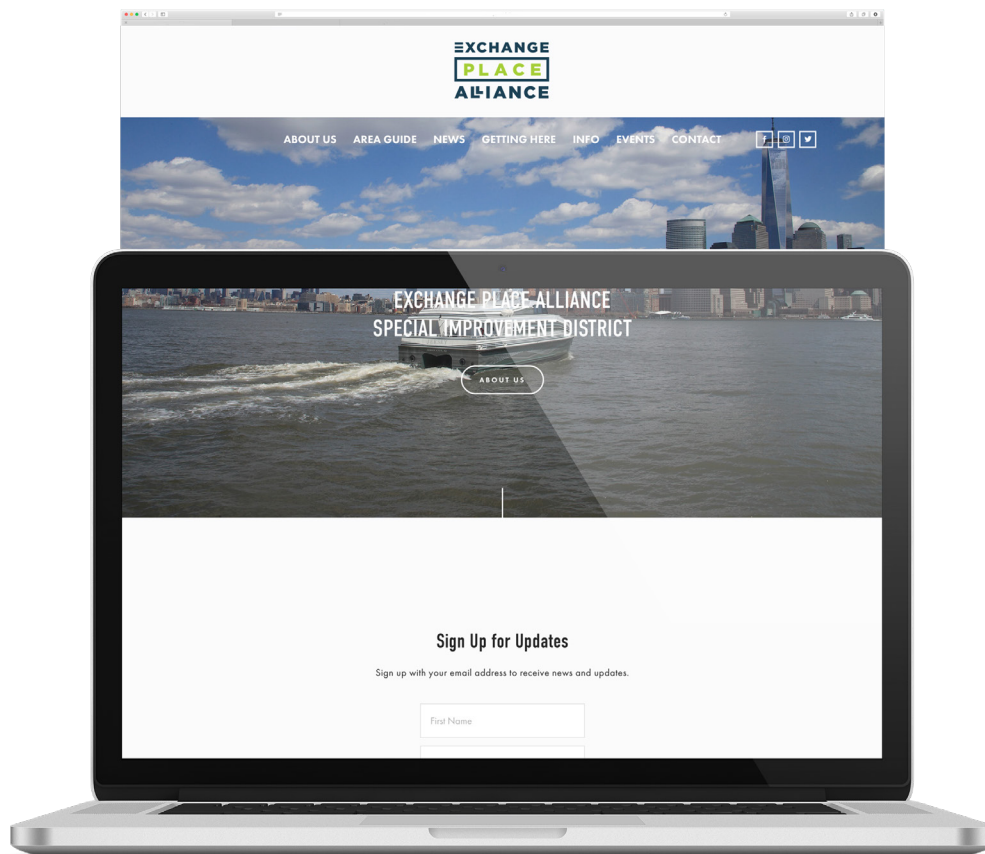 EXCHANGE
PLACE
ALLIANCE
ABOUT US AREA GUIDE NEWS GETTING HERE INFO EVENTS CONTACT
EXCHANGE PLACE ALLIANCE
SPECIAL IMPROVEMENT DISTRICT
ABOUT US
Sign Up for Updates
Sign up with your email address to receive news and updates.
First Name